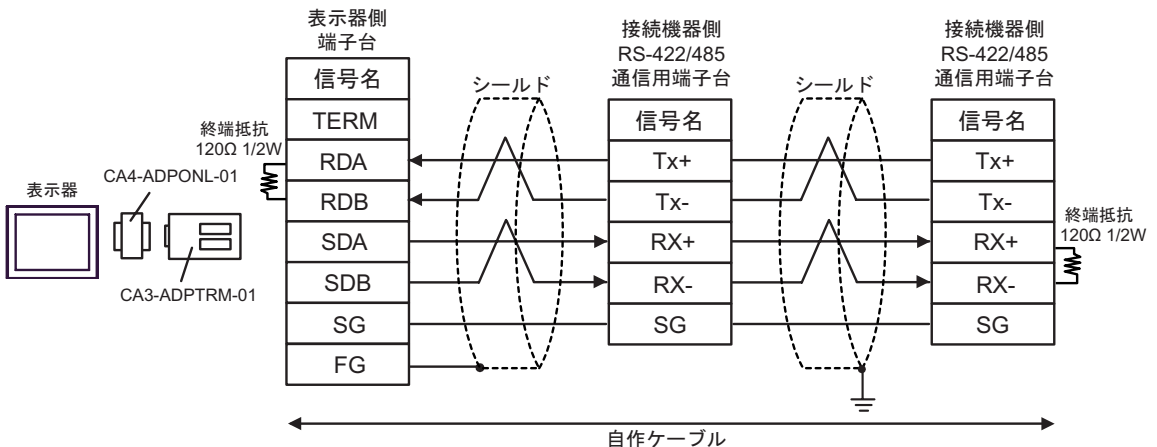 表示器側
端子台
信号名
TERM
RDA
RDB
SDA
SDB
SG
FG
終端抵抗
120Ω 1/2W
表示器
CA4-ADPONL-01
CA3-ADPTRM-01
シールド
接続機器側
RS-422/485
通信用端子台
信号名
Tx+
Tx-
RX+
RX-
SG
シールド
接続機器側
RS-422/485
通信用端子台
信号名
Tx+
Tx-
RX+
RX-
SG
終端抵抗
120Ω 1/2W
自作ケーブル